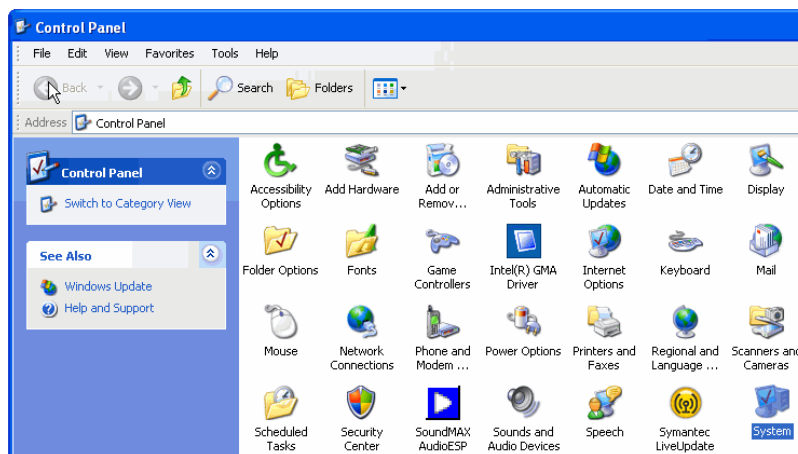 Control Panel
File Edit View Favorites Tools Help
Back Search Folders
Address Control Panel
Control Panel
Switch to Category View
See Also
Windows Update
Help and Support
Accessibility Options
Add Hardware
Add or Remov...
Administrative Tools
Automatic Updates
Date and Time
Display
Folder Options
Fonts
Game Controllers
Intel(R) GMA Driver
Internet Options
Keyboard
Mail
Mouse
Network Connections
Phone and Modem ...
Power Options
Printers and Faxes
Regional and Language ...
Scanners and Cameras
Scheduled Tasks
Security Center
SoundMAX AudioESP
Sounds and Audio Devices
Speech
Symantec LiveUpdate
System